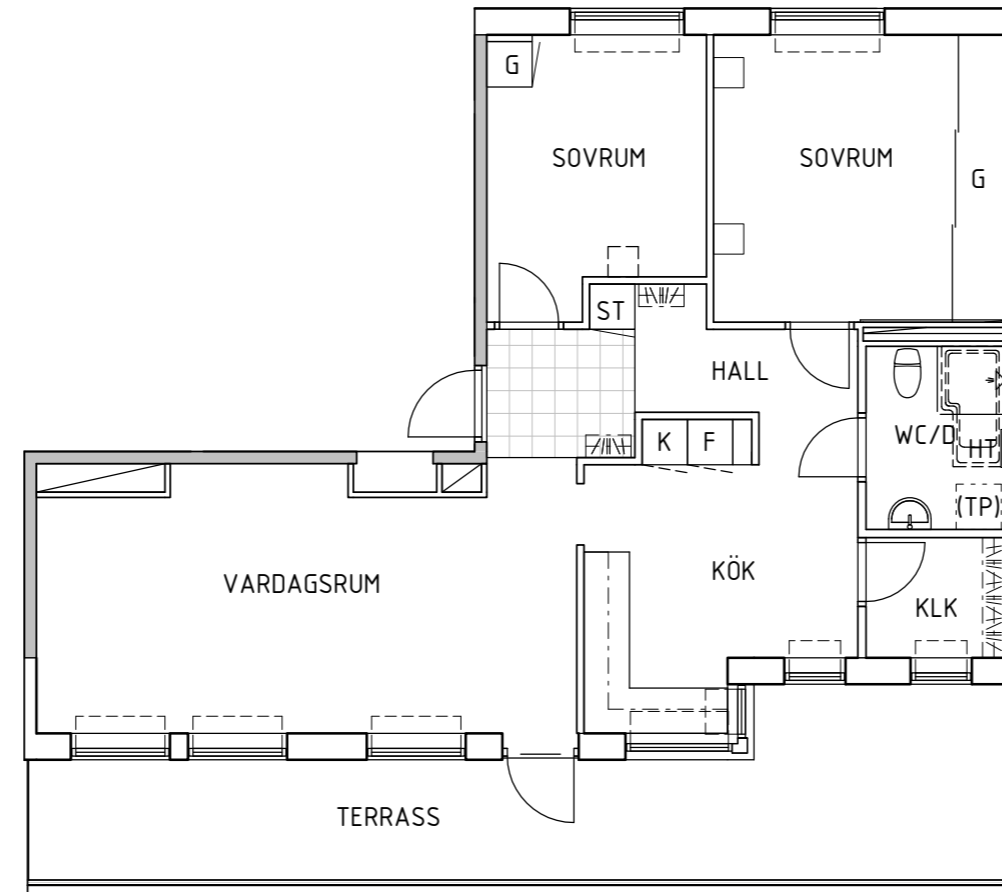 G
SOVRUM
SOVRUM
G
ST
HALL
K
F
WC/D
HT
(TP)
VARDAGSRUM
KÖK
KLK
TERRASS